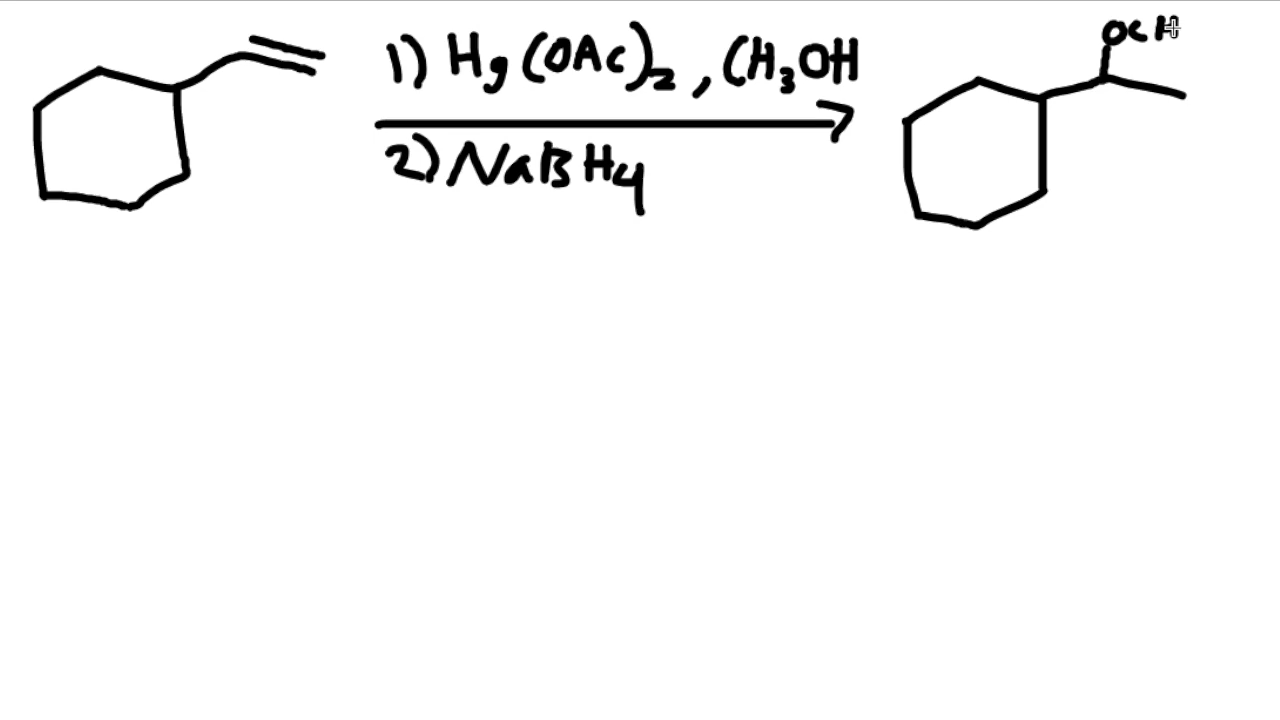 1) Hg(OAc)₂, CH₃OH
2) NaBH₄
OCH